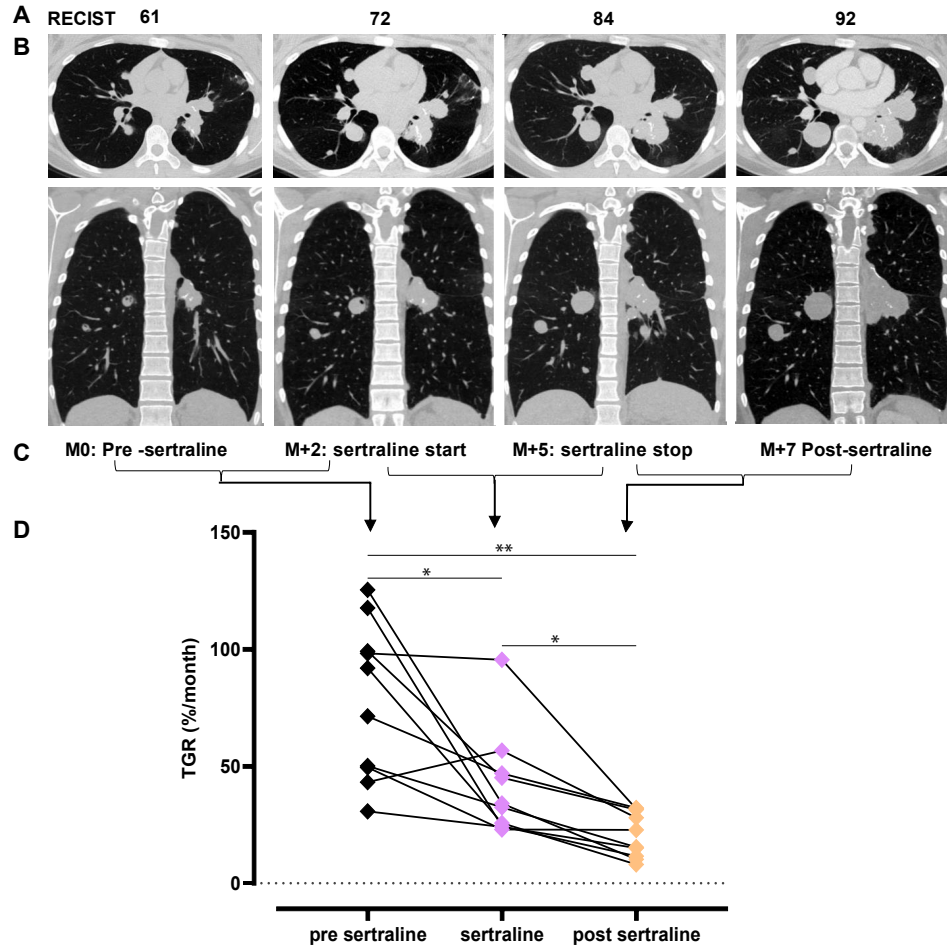 A RECIST 61 72 84 92
B
C M0: Pre -sertraline M+2: sertraline start M+5: sertraline stop M+7 Post-sertraline
D
150
**
*
100
*
50
0
TGR (%/month)
pre sertraline sertraline post sertraline